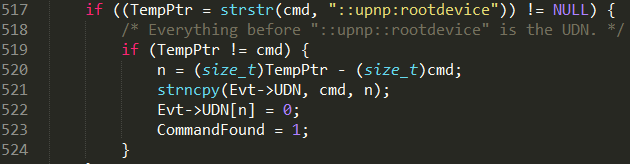 517 if ((TempPtr = strstr(cmd, "::upnp:rootdevice")) != NULL) {
518 /* Everything before "::upnp::rootdevice" is the UDN. */
519 if (TempPtr != cmd) {
520 n = (size_t)TempPtr - (size_t)cmd;
521 strncpy(Evt->UDN, cmd, n);
522 Evt->UDN[n] = 0;
523 CommandFound = 1;
524 }